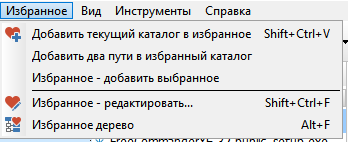 Избранное Вид Инструменты Справка
Добавить текущий каталог в избранное Shift+Ctrl+V
Добавить два пути в избранный каталог
Избранное - добавить выбранное
Избранное - редактировать... Shift+Ctrl+F
Избранное дерево Alt+F